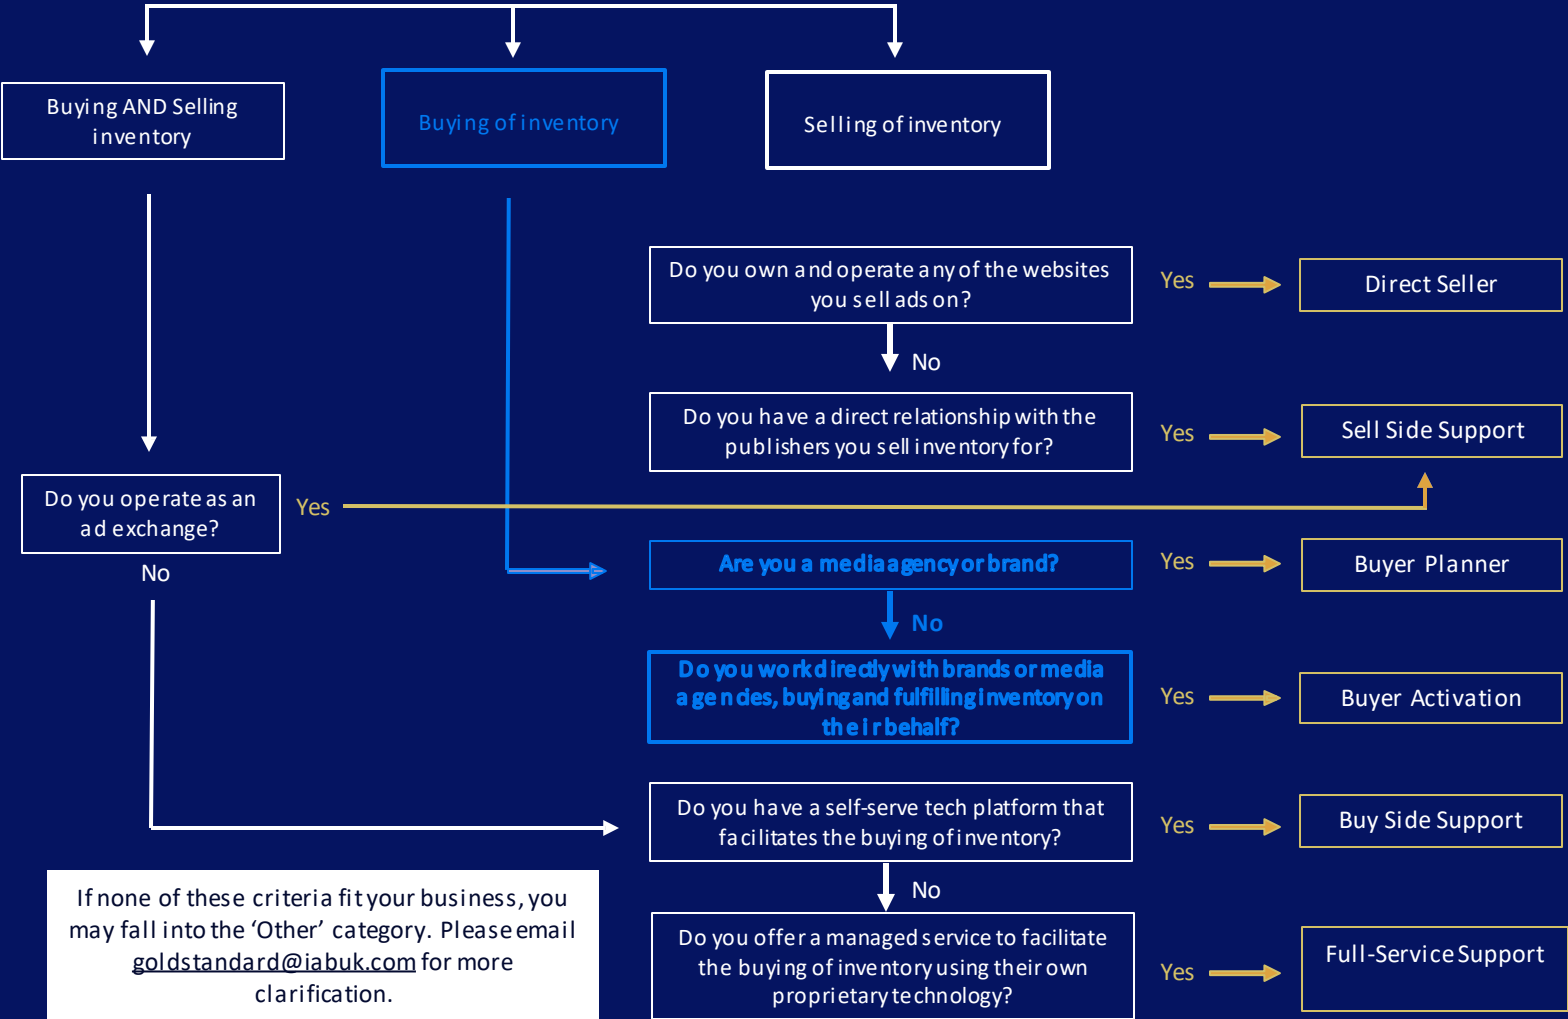 Buying AND Selling
inventory
Buying of inventory
Selling of inventory
Do you own and operate any of the websites
you sell ads on?
Yes
Direct Seller
No
Do you have a direct relationship with the
publishers you sell inventory for?
Yes
Sell Side Support
Do you operate as an
ad exchange?
Yes
No
Are you a media agency or brand?
Yes
Buyer Planner
No
Do you work directly with brands or media
agencies, buying and fulfilling inventory on
their behalf?
Yes
Buyer Activation
Do you have a self-serve tech platform that
facilitates the buying of inventory?
Yes
Buy Side Support
No
If none of these criteria fit your business, you
may fall into the ‘Other’ category. Please email
goldstandard@iabuk.com for more
clarification.
Do you offer a managed service to facilitate
the buying of inventory using their own
proprietary technology?
Yes
Full-Service Support